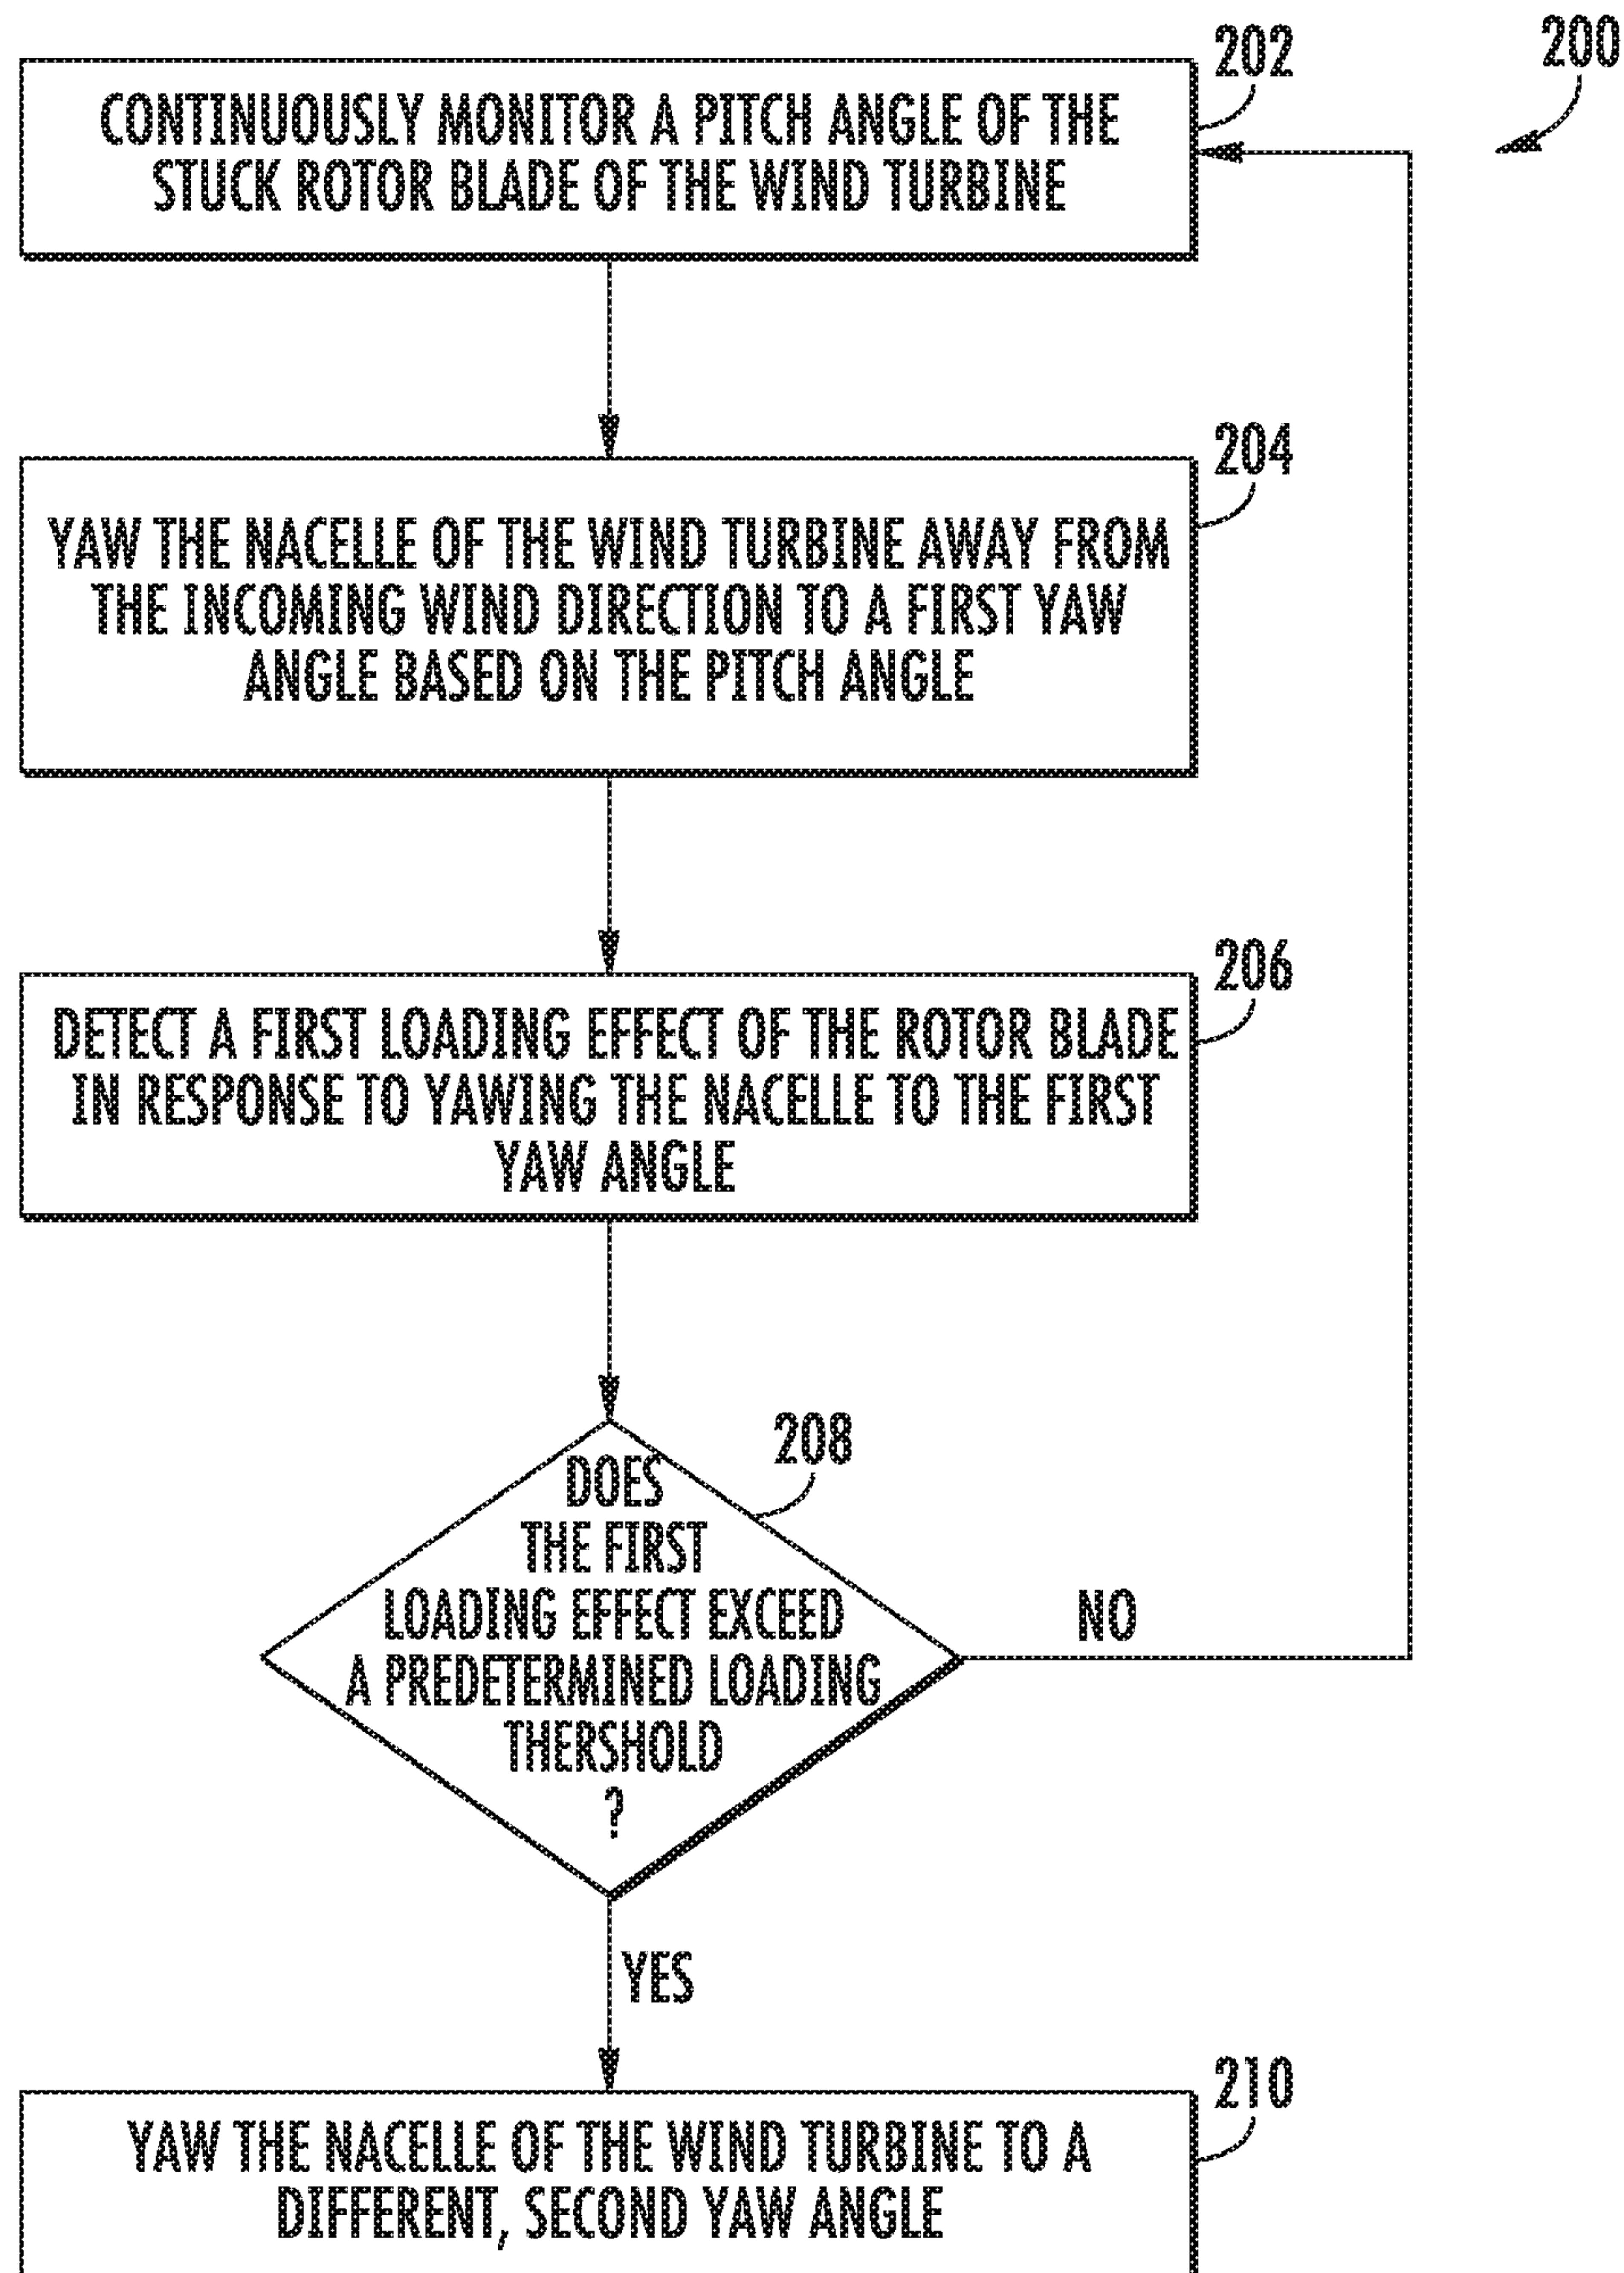 200
202
CONTINUOUSLY MONITOR A PITCH ANGLE OF THE
STUCK ROTOR BLADE OF THE WIND TURBINE
204
YAW THE NACELLE OF THE WIND TURBINE AWAY FROM
THE INCOMING WIND DIRECTION TO A FIRST YAW
ANGLE BASED ON THE PITCH ANGLE
206
DETECT A FIRST LOADING EFFECT OF THE ROTOR BLADE
IN RESPONSE TO YAWING THE NACELLE TO THE FIRST
YAW ANGLE
208
DOES
THE FIRST
LOADING EFFECT EXCEED
A PREDETERMINED LOADING
THERSHOLD
?
NO
YES
210
YAW THE NACELLE OF THE WIND TURBINE TO A
DIFFERENT, SECOND YAW ANGLE